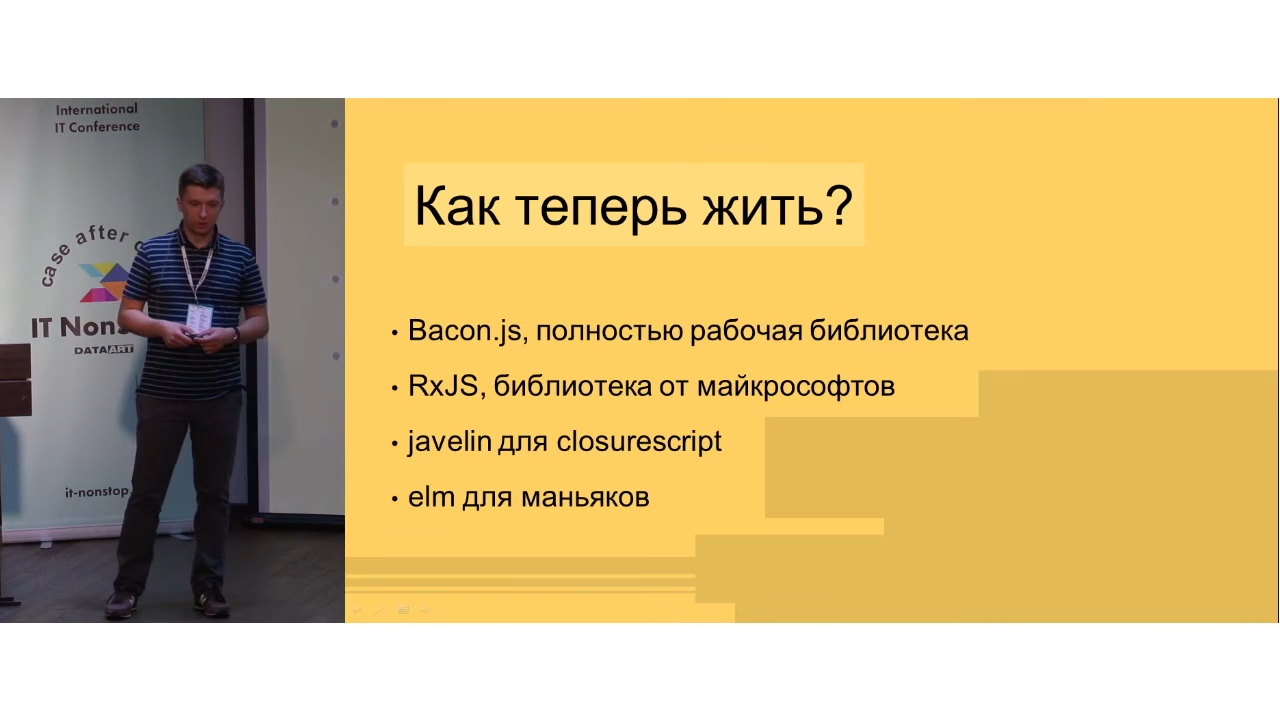 International
IT Conference
case after
IT Nons
DATAART
it-nonstop.
Как теперь жить?
• Bacon.js, полностью рабочая библиотека
• RxJS, библиотека от майкрософтов
• javelin для closurescript
• elm для маньяков